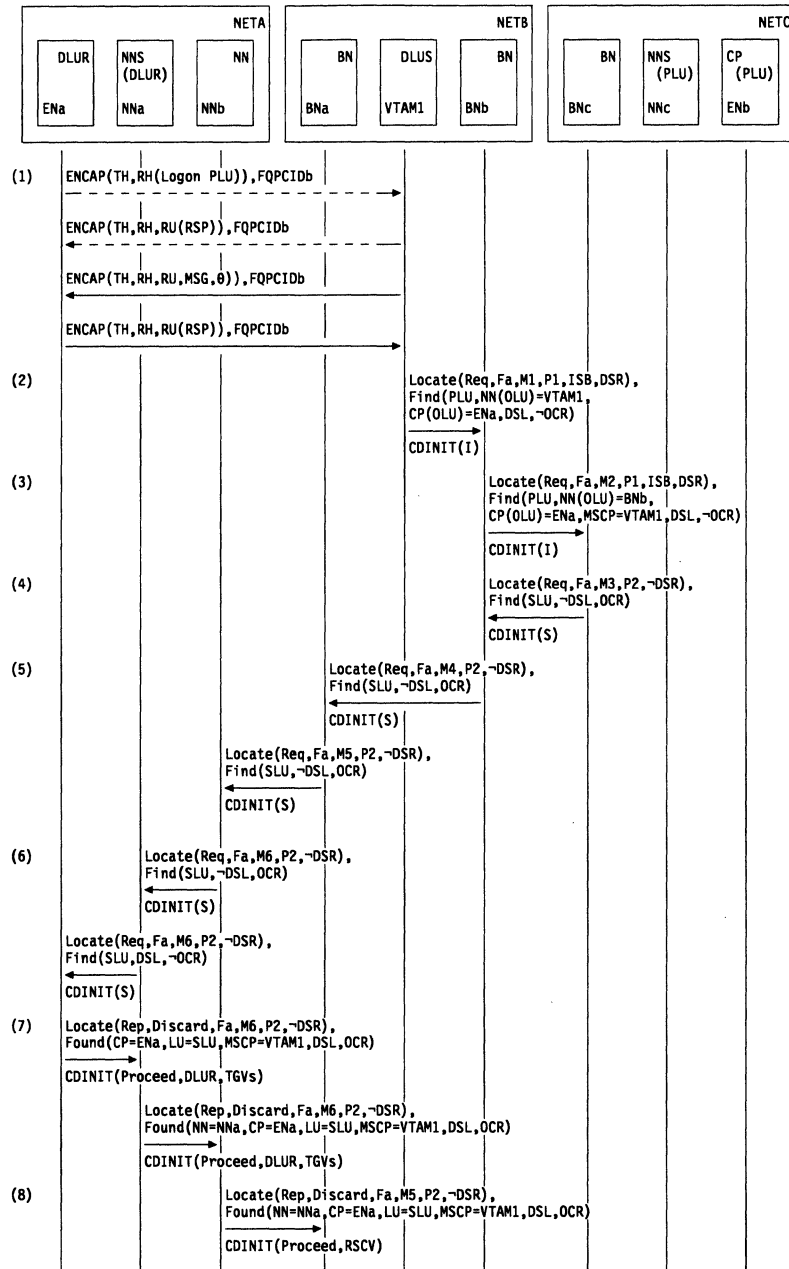 NETA
NETB
NETC
DLUR
NNS
(DLUR)
NN
BN
DLUS
BN
BN
NNS
(PLU)
CP
(PLU)
ENa
NNa
NNb
BNa
VTAM1
BNb
BNc
NNc
ENb
(1) ENCAP(TH,RH(Logon PLU)),FQPCIDb
ENCAP(TH,RH,RU(RSP)),FQPCIDb
ENCAP(TH,RH,RU,MSG,θ)),FQPCIDb
ENCAP(TH,RH,RU(RSP)),FQPCIDb
(2) Locate(Req,Fa,M1,P1,ISB,DSR),
Find(PLU,NN(OLU)=VTAM1,
CP(OLU)=ENa,DSL,¬OCR)
CDINIT(I)
(3) Locate(Req,Fa,M2,P1,ISB,DSR),
Find(PLU,NN(OLU)=BNb,
CP(OLU)=ENa,MSCP=VTAM1,DSL,¬OCR)
CDINIT(I)
(4) Locate(Req,Fa,M3,P2,¬DSR),
Find(SLU,¬DSL,OCR)
CDINIT(S)
(5) Locate(Req,Fa,M4,P2,¬DSR),
Find(SLU,¬DSL,OCR)
CDINIT(S)
Locate(Req,Fa,M5,P2,¬DSR),
Find(SLU,¬DSL,OCR)
CDINIT(S)
(6) Locate(Req,Fa,M6,P2,¬DSR),
Find(SLU,¬DSL,OCR)
CDINIT(S)
Locate(Req,Fa,M6,P2,¬DSR),
Find(SLU,DSL,¬OCR)
CDINIT(S)
(7) Locate(Rep,Discard,Fa,M6,P2,¬DSR),
Found(CP=ENa,LU=SLU,MSCP=VTAM1,DSL,OCR)
CDINIT(Proceed,DLUR,TGVs)
Locate(Rep,Discard,Fa,M6,P2,¬DSR),
Found(NN=NNa,CP=ENa,LU=SLU,MSCP=VTAM1,DSL,OCR)
CDINIT(Proceed,DLUR,TGVs)
(8) Locate(Rep,Discard,Fa,M5,P2,¬DSR),
Found(NN=NNa,CP=ENa,LU=SLU,MSCP=VTAM1,DSL,OCR)
CDINIT(Proceed,RSCV)